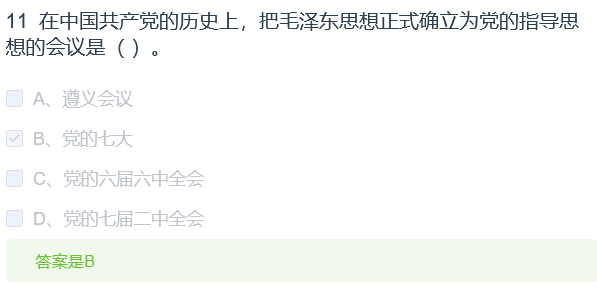 11 在中国共产党的历史上，把毛泽东思想正式确立为党的指导思
想的会议是（ ）。
A、遵义会议
B、党的七大
C、党的六届六中全会
D、党的七届二中全会
答案是B